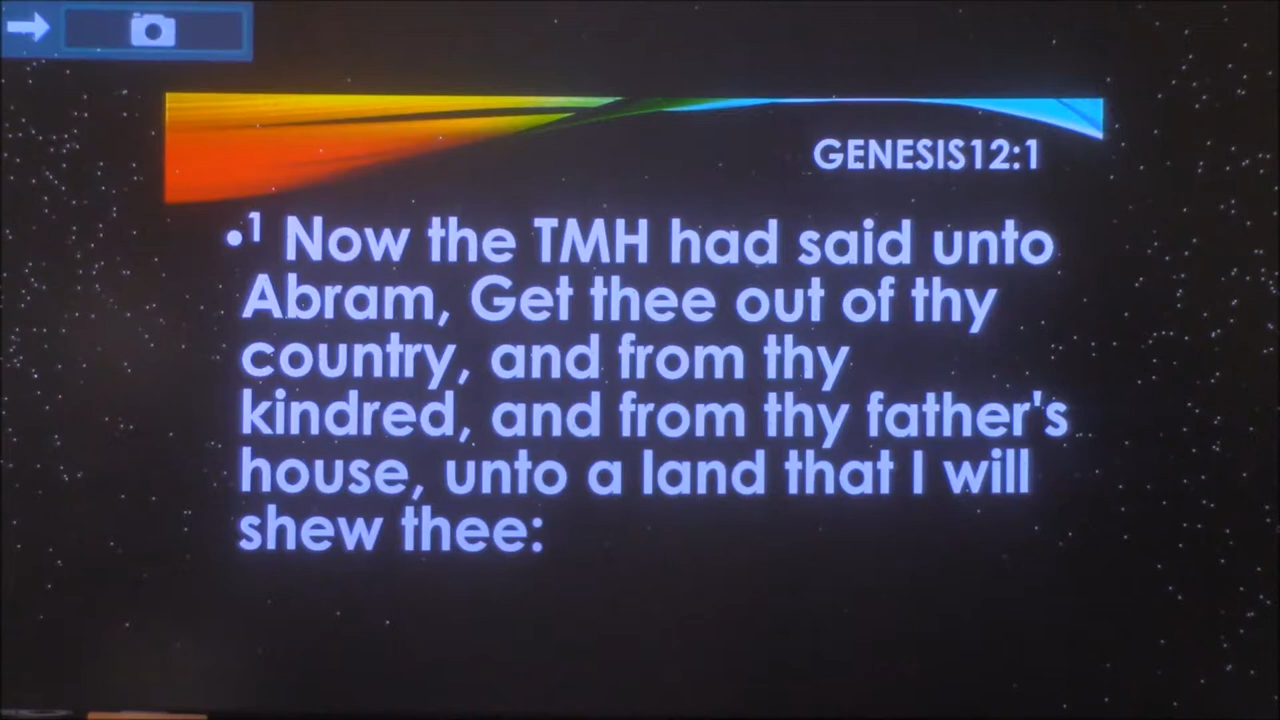 GENESIS12:1
•1 Now the TMH had said unto
Abram, Get thee out of thy
country, and from thy
kindred, and from thy father's
house, unto a land that I will
shew thee: